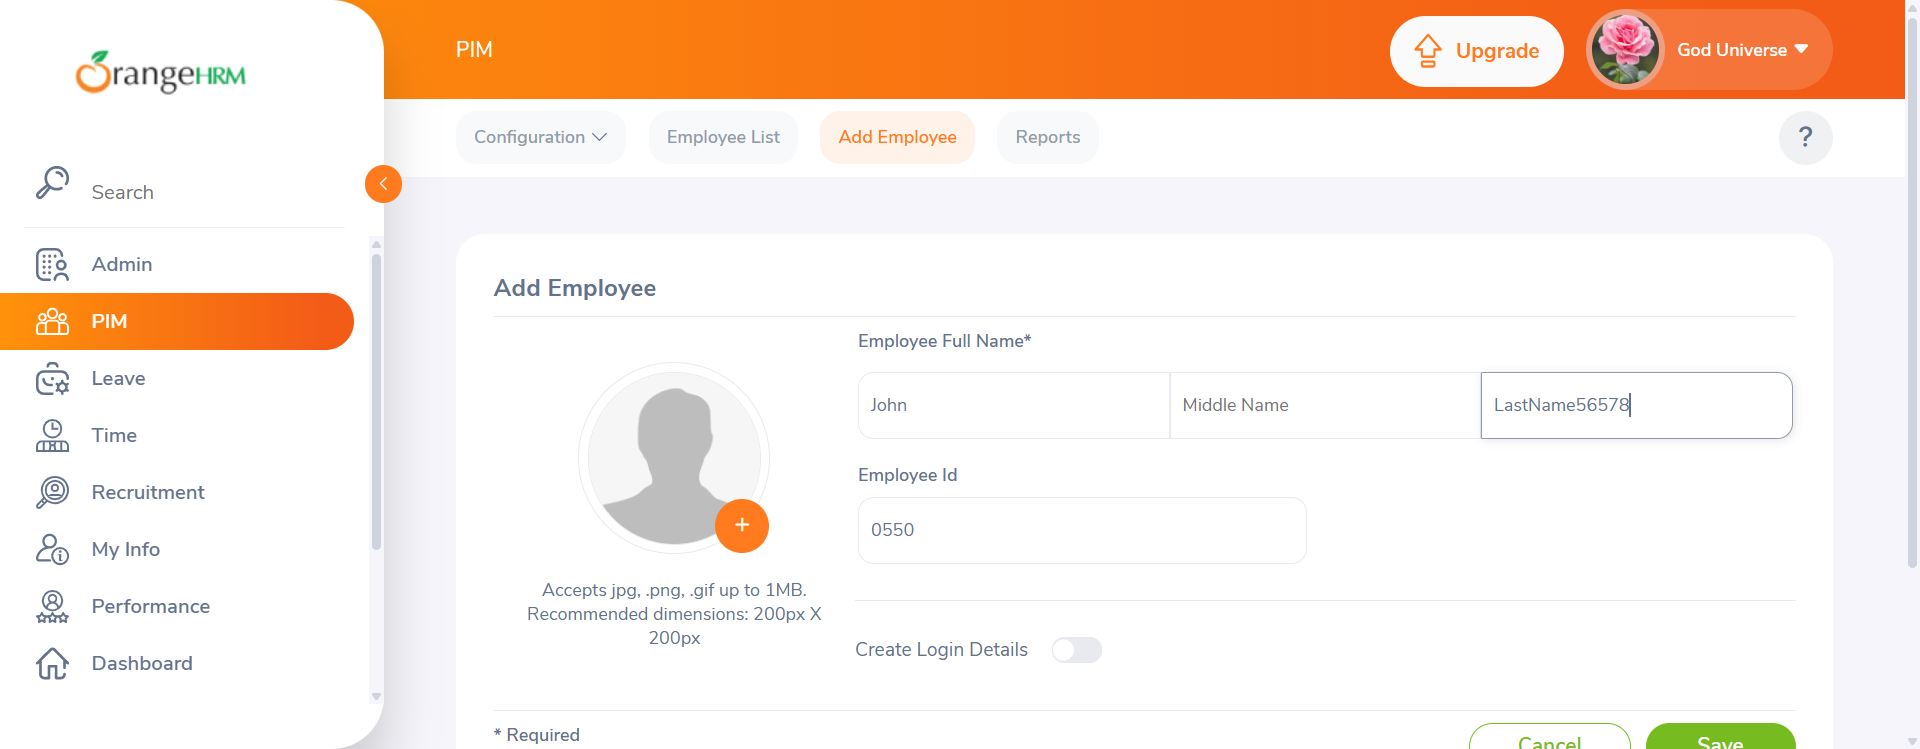 OrangeHRM
PIM
Upgrade
God Universe
Configuration
Employee List
Add Employee
Reports
?
Search
Admin
PIM
Leave
Time
Recruitment
My Info
Performance
Dashboard
Add Employee
Employee Full Name*
John
Middle Name
LastName56578
Employee Id
0550
Accepts jpg, .png, .gif up to 1MB.
Recommended dimensions: 200px X
200px
Create Login Details
* Required
Cancel
Save